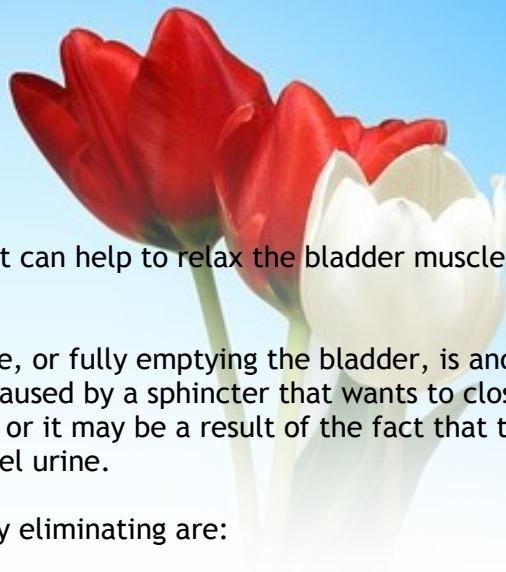 t can help to relax the bladder muscle
e, or fully emptying the bladder, is and
aused by a sphincter that wants to clos
or it may be a result of the fact that t
el urine.
y eliminating are: